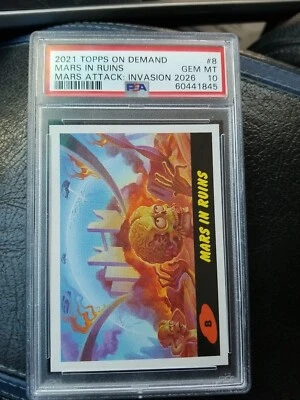 2021 TOPPS ON DEMAND #8
MARS IN RUINS GEM MT
MARS ATTACK: INVASION 2026 10
PSA 60441845
MARS IN RUINS
8